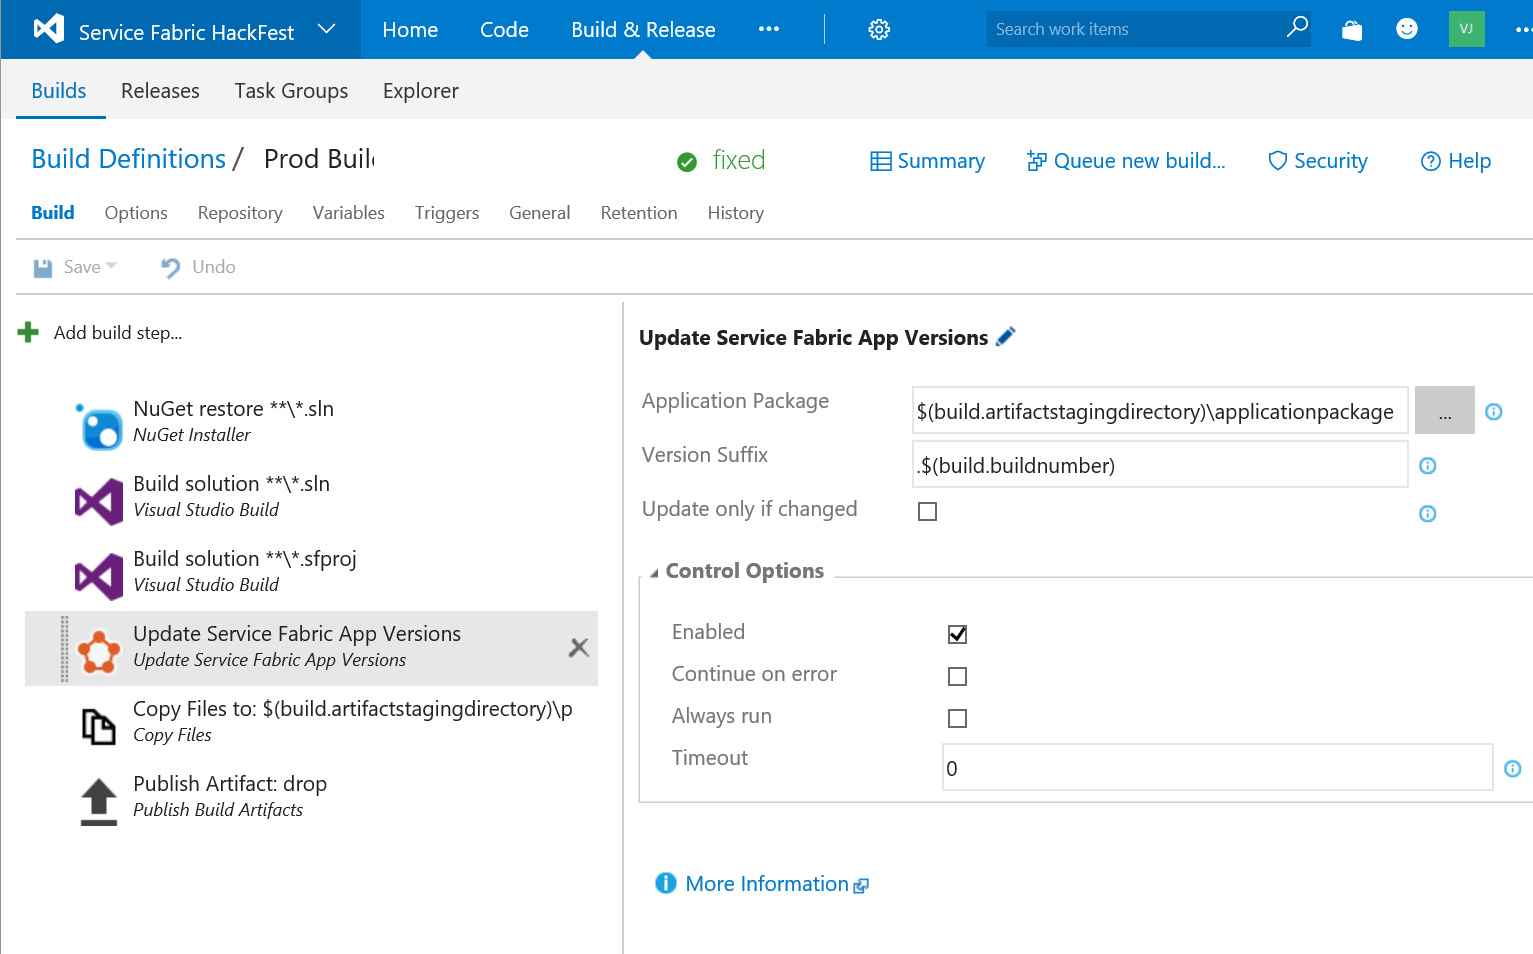 Service Fabric HackFest Home Code Build & Release ··· Search work items VJ
Builds Releases Task Groups Explorer
Build Definitions / Prod Buil fixed Summary Queue new build... Security Help
Build Options Repository Variables Triggers General Retention History
Save Undo
Add build step...
NuGet restore **\*.sln
NuGet Installer
Build solution **\*.sln
Visual Studio Build
Build solution **\*.sfproj
Visual Studio Build
Update Service Fabric App Versions
Update Service Fabric App Versions
Copy Files to: $(build.artifactstagingdirectory)\p
Copy Files
Publish Artifact: drop
Publish Build Artifacts
Update Service Fabric App Versions
Application Package $(build.artifactstagingdirectory)\applicationpackage ...
Version Suffix .$(build.buildnumber)
Update only if changed
Control Options
Enabled
Continue on error
Always run
Timeout 0
More Information